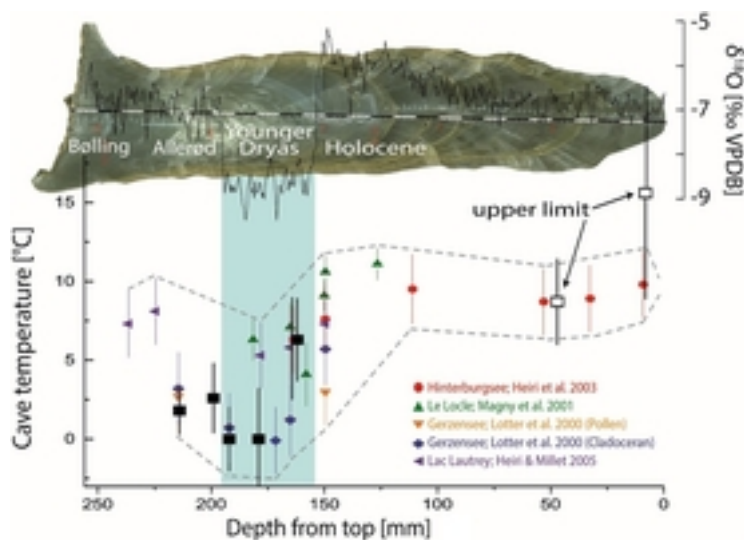 -5
-7
-9
δ¹⁸O [‰ VPDB]
Bølling
Allerød
Younger
Dryas
Holocene
upper limit
15
10
5
0
Cave temperature [°C]
Hinterburgsee; Heiri et al. 2003
Le Locle; Magny et al. 2001
Gerzensee; Lotter et al. 2000 (Pollen)
Gerzensee; Lotter et al. 2000 (Cladoceran)
Lac Lautrey; Heiri & Millet 2005
250 200 150 100 50 0
Depth from top [mm]